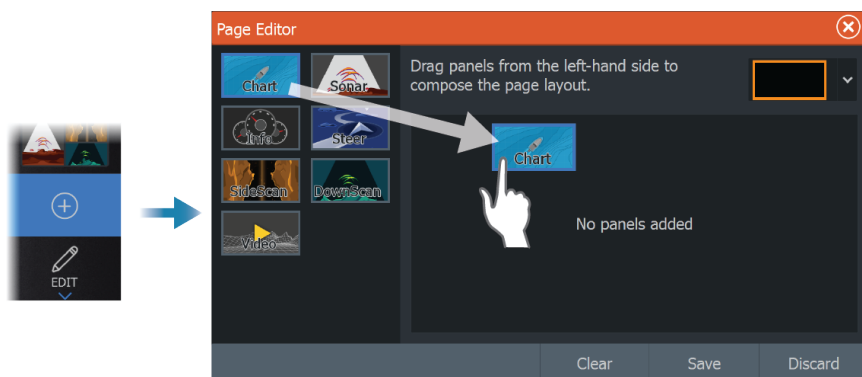 Page Editor
Chart
Sonar
Info
Steer
SideScan
DownScan
Video
Drag panels from the left-hand side to
compose the page layout.
Chart
No panels added
EDIT
Clear
Save
Discard